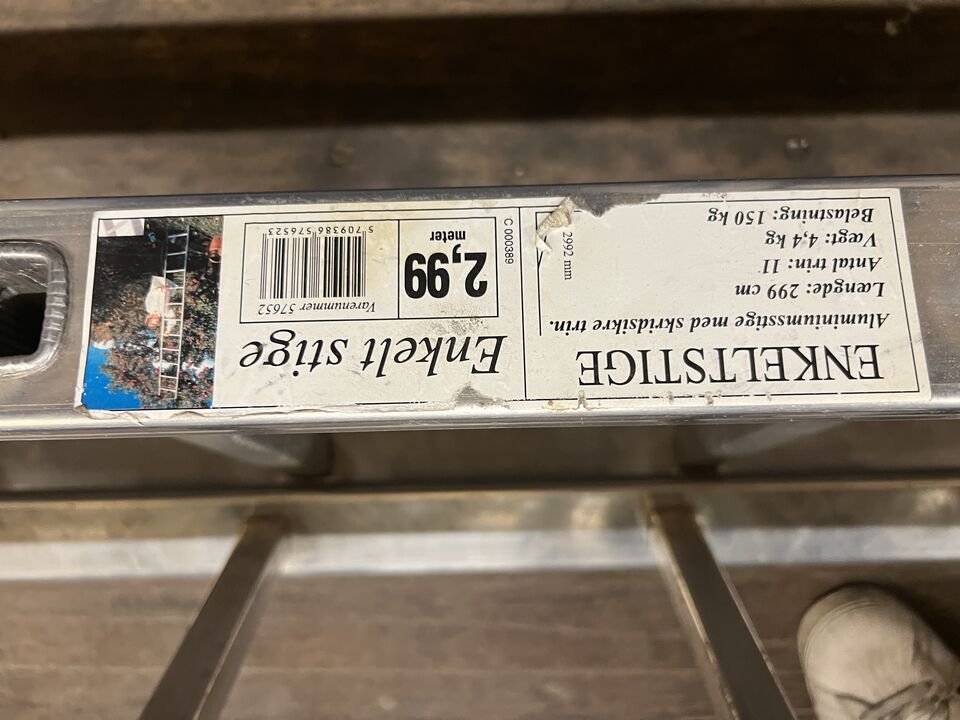 ENKELTSTIGE
Aluminiumsstige med skridsikre trin.
Længde: 299 cm
Antal trin: 11
Vægt: 4,4 kg
Belastning: 150 kg
2992 mm
Enkelt stige
2,99
meter
Varenummer 57652
5 709386 576523
C 000389